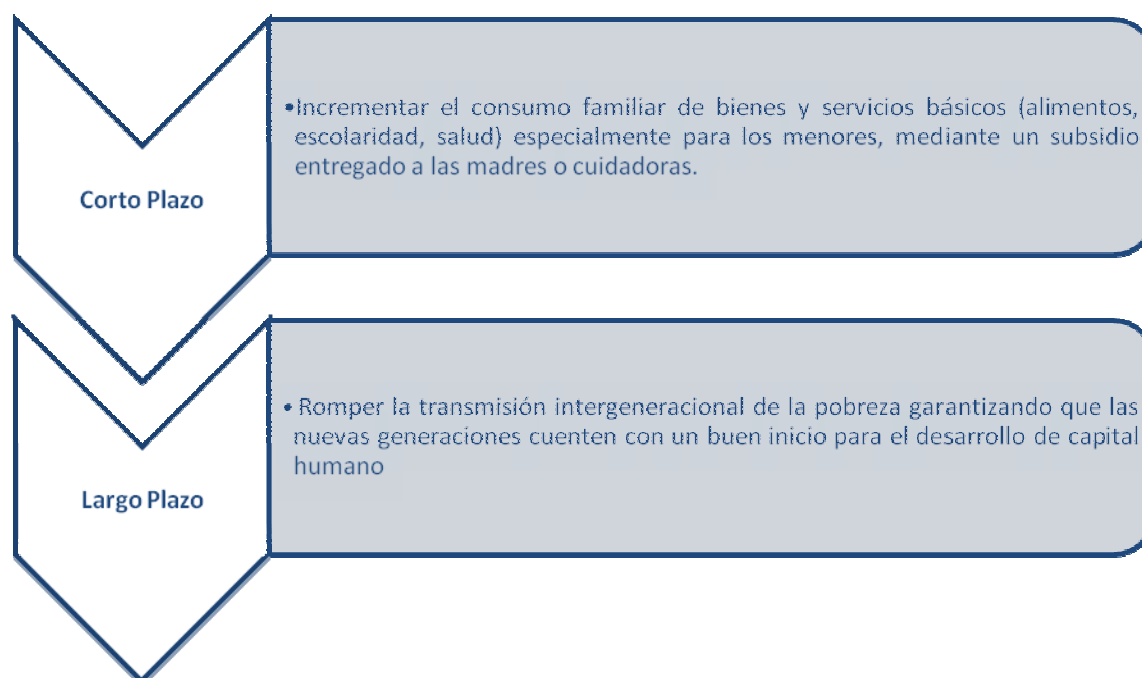 •Incrementar el consumo familiar de bienes y servicios básicos (alimentos,
escolaridad, salud) especialmente para los menores, mediante un subsidio
entregado a las madres o cuidadoras.
Corto Plazo
• Romper la transmisión intergeneracional de la pobreza garantizando que las
nuevas generaciones cuenten con un buen inicio para el desarrollo de capital
humano
Largo Plazo